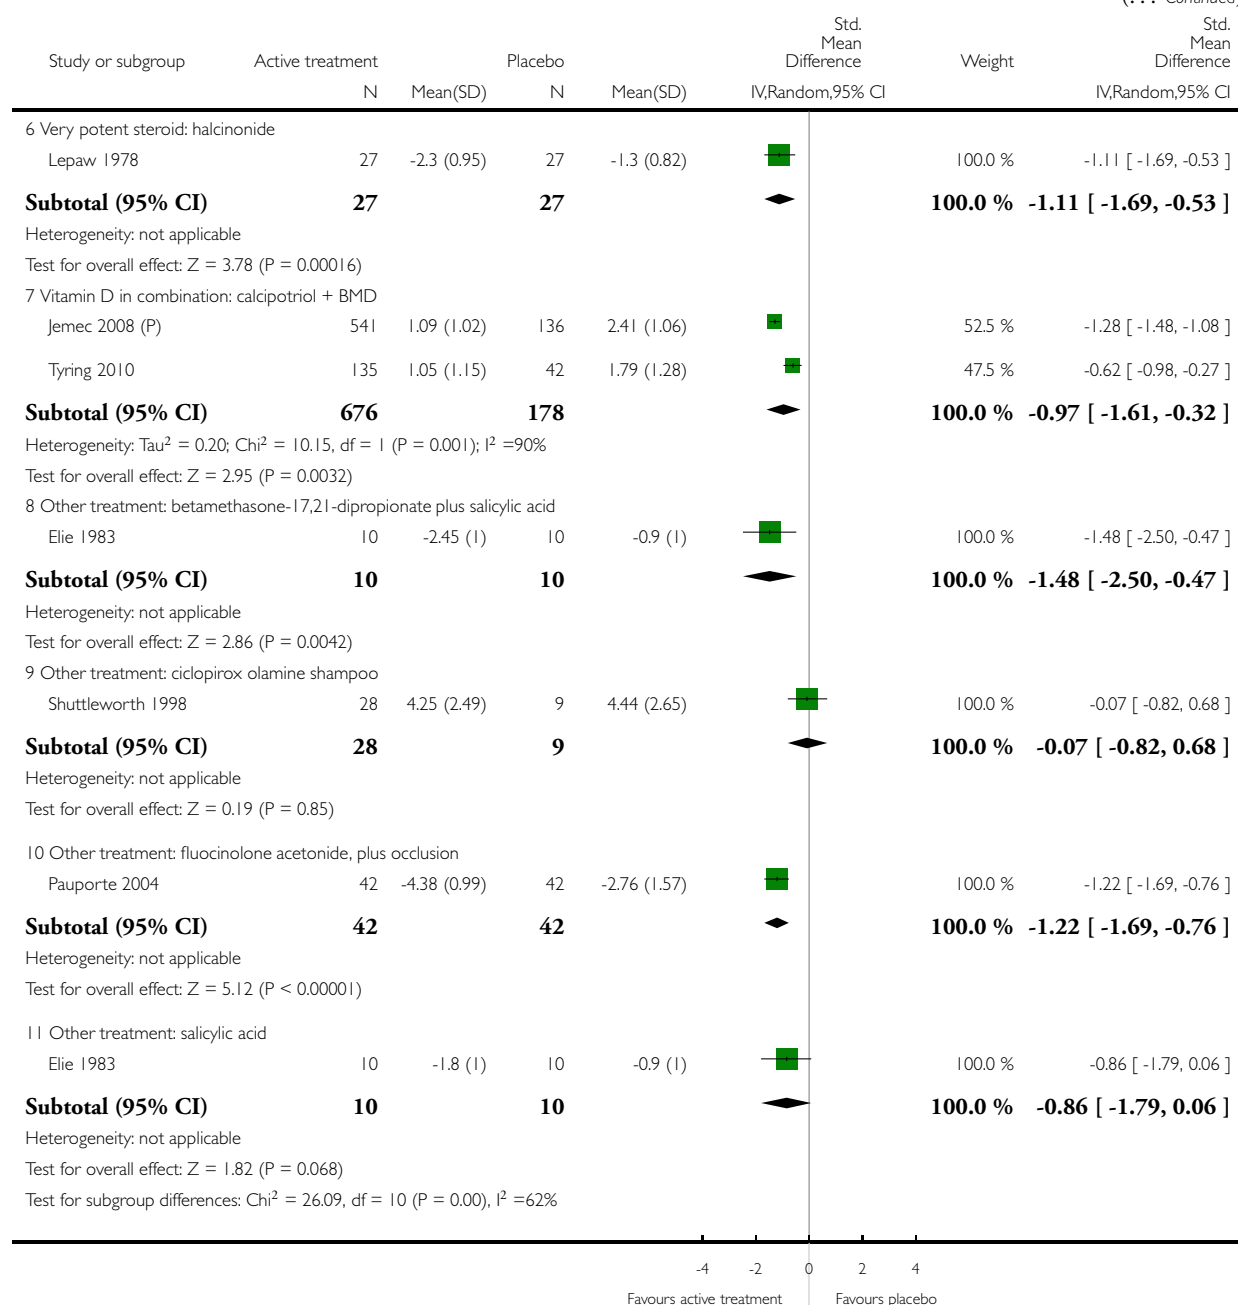 (... Continued)
Std. Mean Difference Std. Mean Difference
Study or subgroup Active treatment Placebo Weight
N Mean(SD) N Mean(SD) IV,Random,95% CI IV,Random,95% CI
6 Very potent steroid: halcinonide
Lepaw 1978 27 -2.3 (0.95) 27 -1.3 (0.82) 100.0 % -1.11 [ -1.69, -0.53 ]
Subtotal (95% CI) 27 27 100.0 % -1.11 [ -1.69, -0.53 ]
Heterogeneity: not applicable
Test for overall effect: Z = 3.78 (P = 0.00016)
7 Vitamin D in combination: calcipotriol + BMD
Jemec 2008 (P) 541 1.09 (1.02) 136 2.41 (1.06) 52.5 % -1.28 [ -1.48, -1.08 ]
Tyring 2010 135 1.05 (1.15) 42 1.79 (1.28) 47.5 % -0.62 [ -0.98, -0.27 ]
Subtotal (95% CI) 676 178 100.0 % -0.97 [ -1.61, -0.32 ]
Heterogeneity: Tau² = 0.20; Chi² = 10.15, df = 1 (P = 0.001); I² =90%
Test for overall effect: Z = 2.95 (P = 0.0032)
8 Other treatment: betamethasone-17,21-dipropionate plus salicylic acid
Elie 1983 10 -2.45 (1) 10 -0.9 (1) 100.0 % -1.48 [ -2.50, -0.47 ]
Subtotal (95% CI) 10 10 100.0 % -1.48 [ -2.50, -0.47 ]
Heterogeneity: not applicable
Test for overall effect: Z = 2.86 (P = 0.0042)
9 Other treatment: ciclopirox olamine shampoo
Shuttleworth 1998 28 4.25 (2.49) 9 4.44 (2.65) 100.0 % -0.07 [ -0.82, 0.68 ]
Subtotal (95% CI) 28 9 100.0 % -0.07 [ -0.82, 0.68 ]
Heterogeneity: not applicable
Test for overall effect: Z = 0.19 (P = 0.85)
10 Other treatment: fluocinolone acetonide, plus occlusion
Pauporte 2004 42 -4.38 (0.99) 42 -2.76 (1.57) 100.0 % -1.22 [ -1.69, -0.76 ]
Subtotal (95% CI) 42 42 100.0 % -1.22 [ -1.69, -0.76 ]
Heterogeneity: not applicable
Test for overall effect: Z = 5.12 (P < 0.00001)
11 Other treatment: salicylic acid
Elie 1983 10 -1.8 (1) 10 -0.9 (1) 100.0 % -0.86 [ -1.79, 0.06 ]
Subtotal (95% CI) 10 10 100.0 % -0.86 [ -1.79, 0.06 ]
Heterogeneity: not applicable
Test for overall effect: Z = 1.82 (P = 0.068)
Test for subgroup differences: Chi² = 26.09, df = 10 (P = 0.00), I² =62%
-4 -2 0 2 4
Favours active treatment Favours placebo